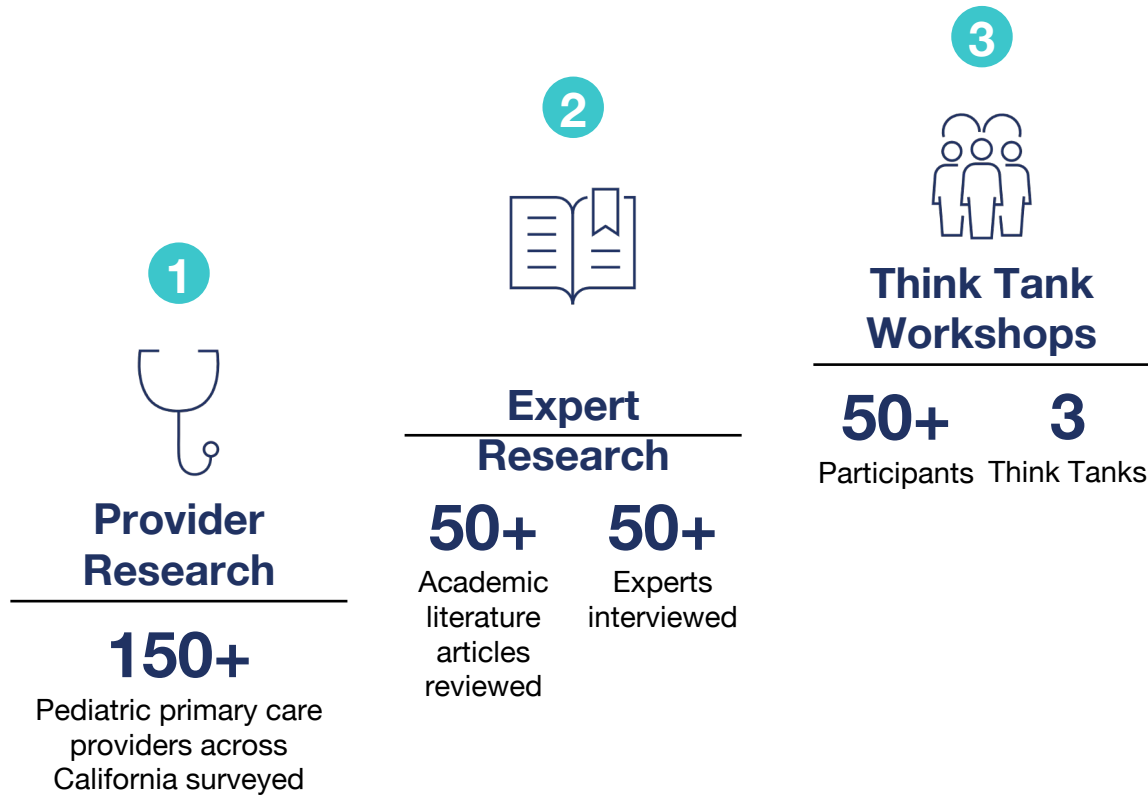 1
Provider
Research
150+
Pediatric primary care
providers across
California surveyed
2
Expert
Research
50+
Academic
literature
articles
reviewed
50+
Experts
interviewed
3
Think Tank
Workshops
50+
Participants
3
Think Tanks